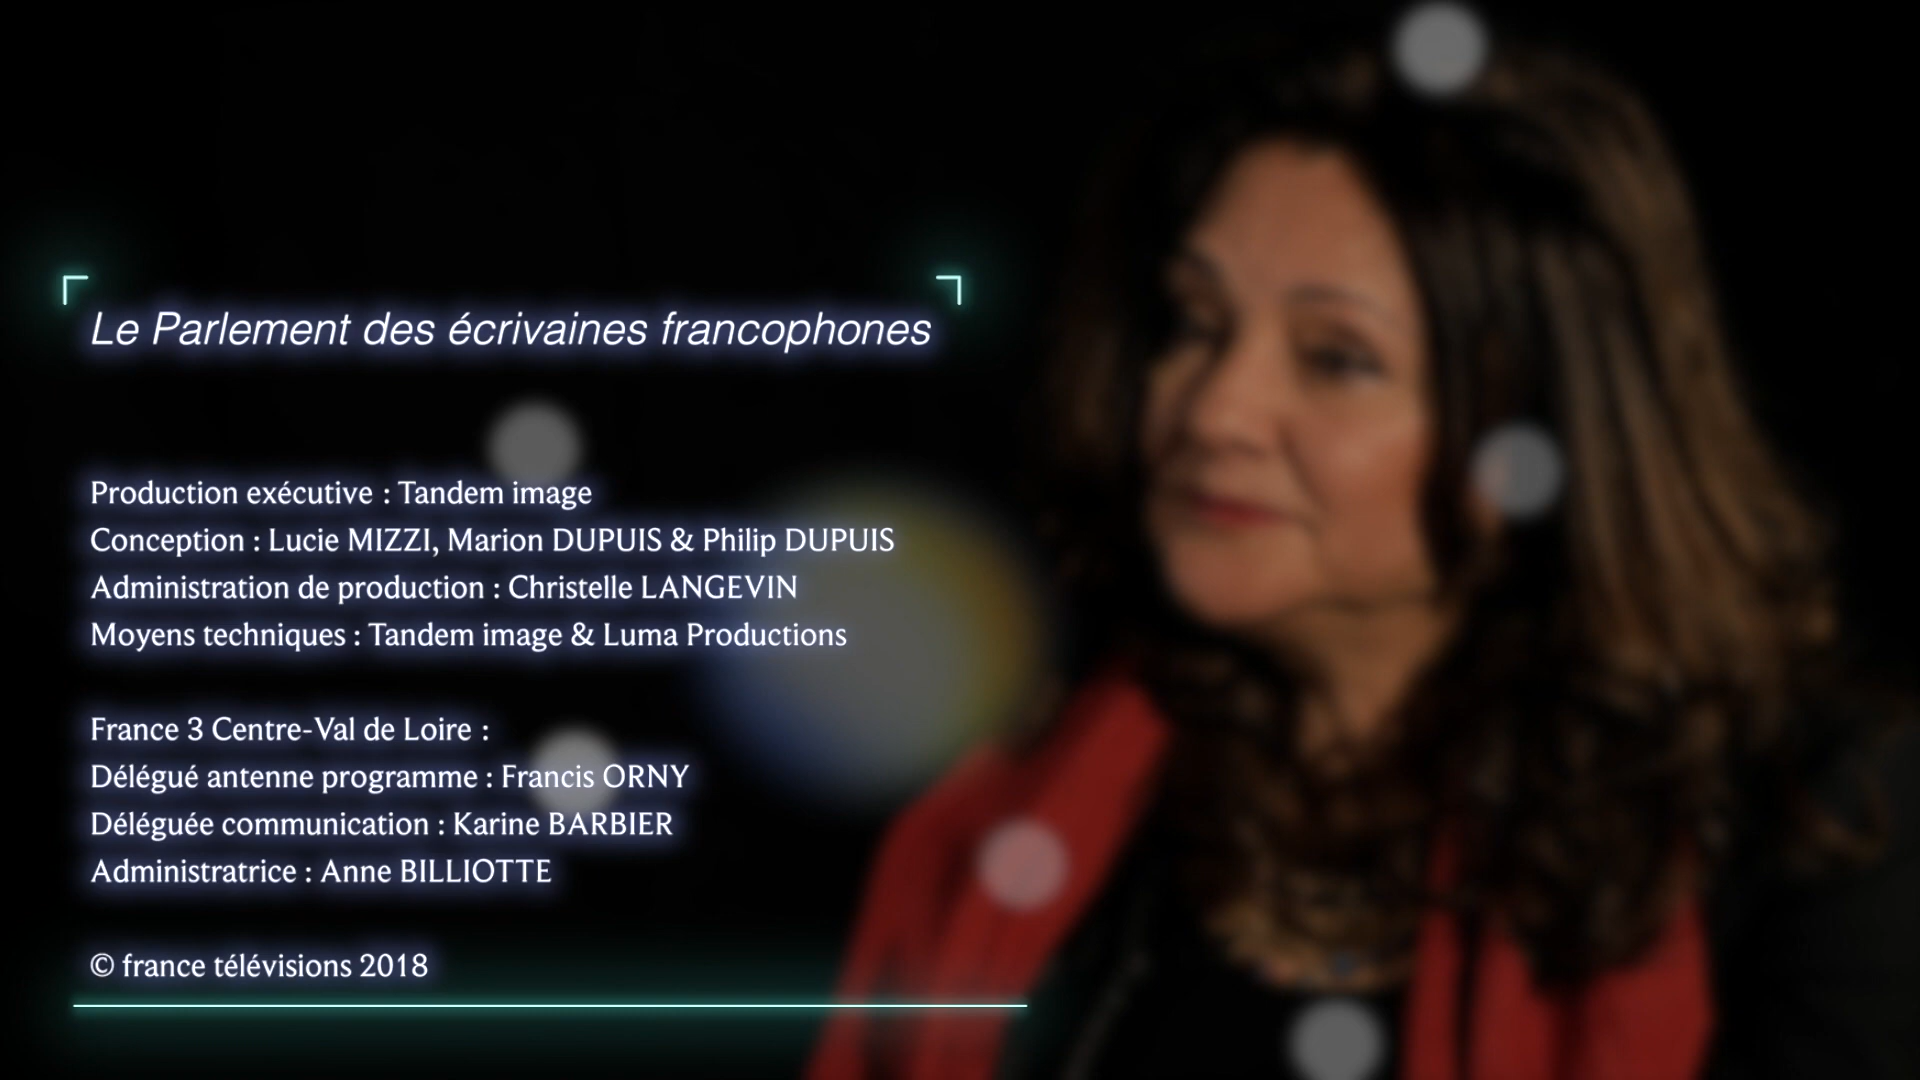 Le Parlement des écrivaines francophones
Production exécutive : Tandem image
Conception : Lucie MIZZI, Marion DUPUIS & Philip DUPUIS
Administration de production : Christelle LANGEVIN
Moyens techniques : Tandem image & Luma Productions
France 3 Centre-Val de Loire :
Délégué antenne programme : Francis ORNY
Déléguée communication : Karine BARBIER
Administratrice : Anne BILLIOTTE
© france télévisions 2018